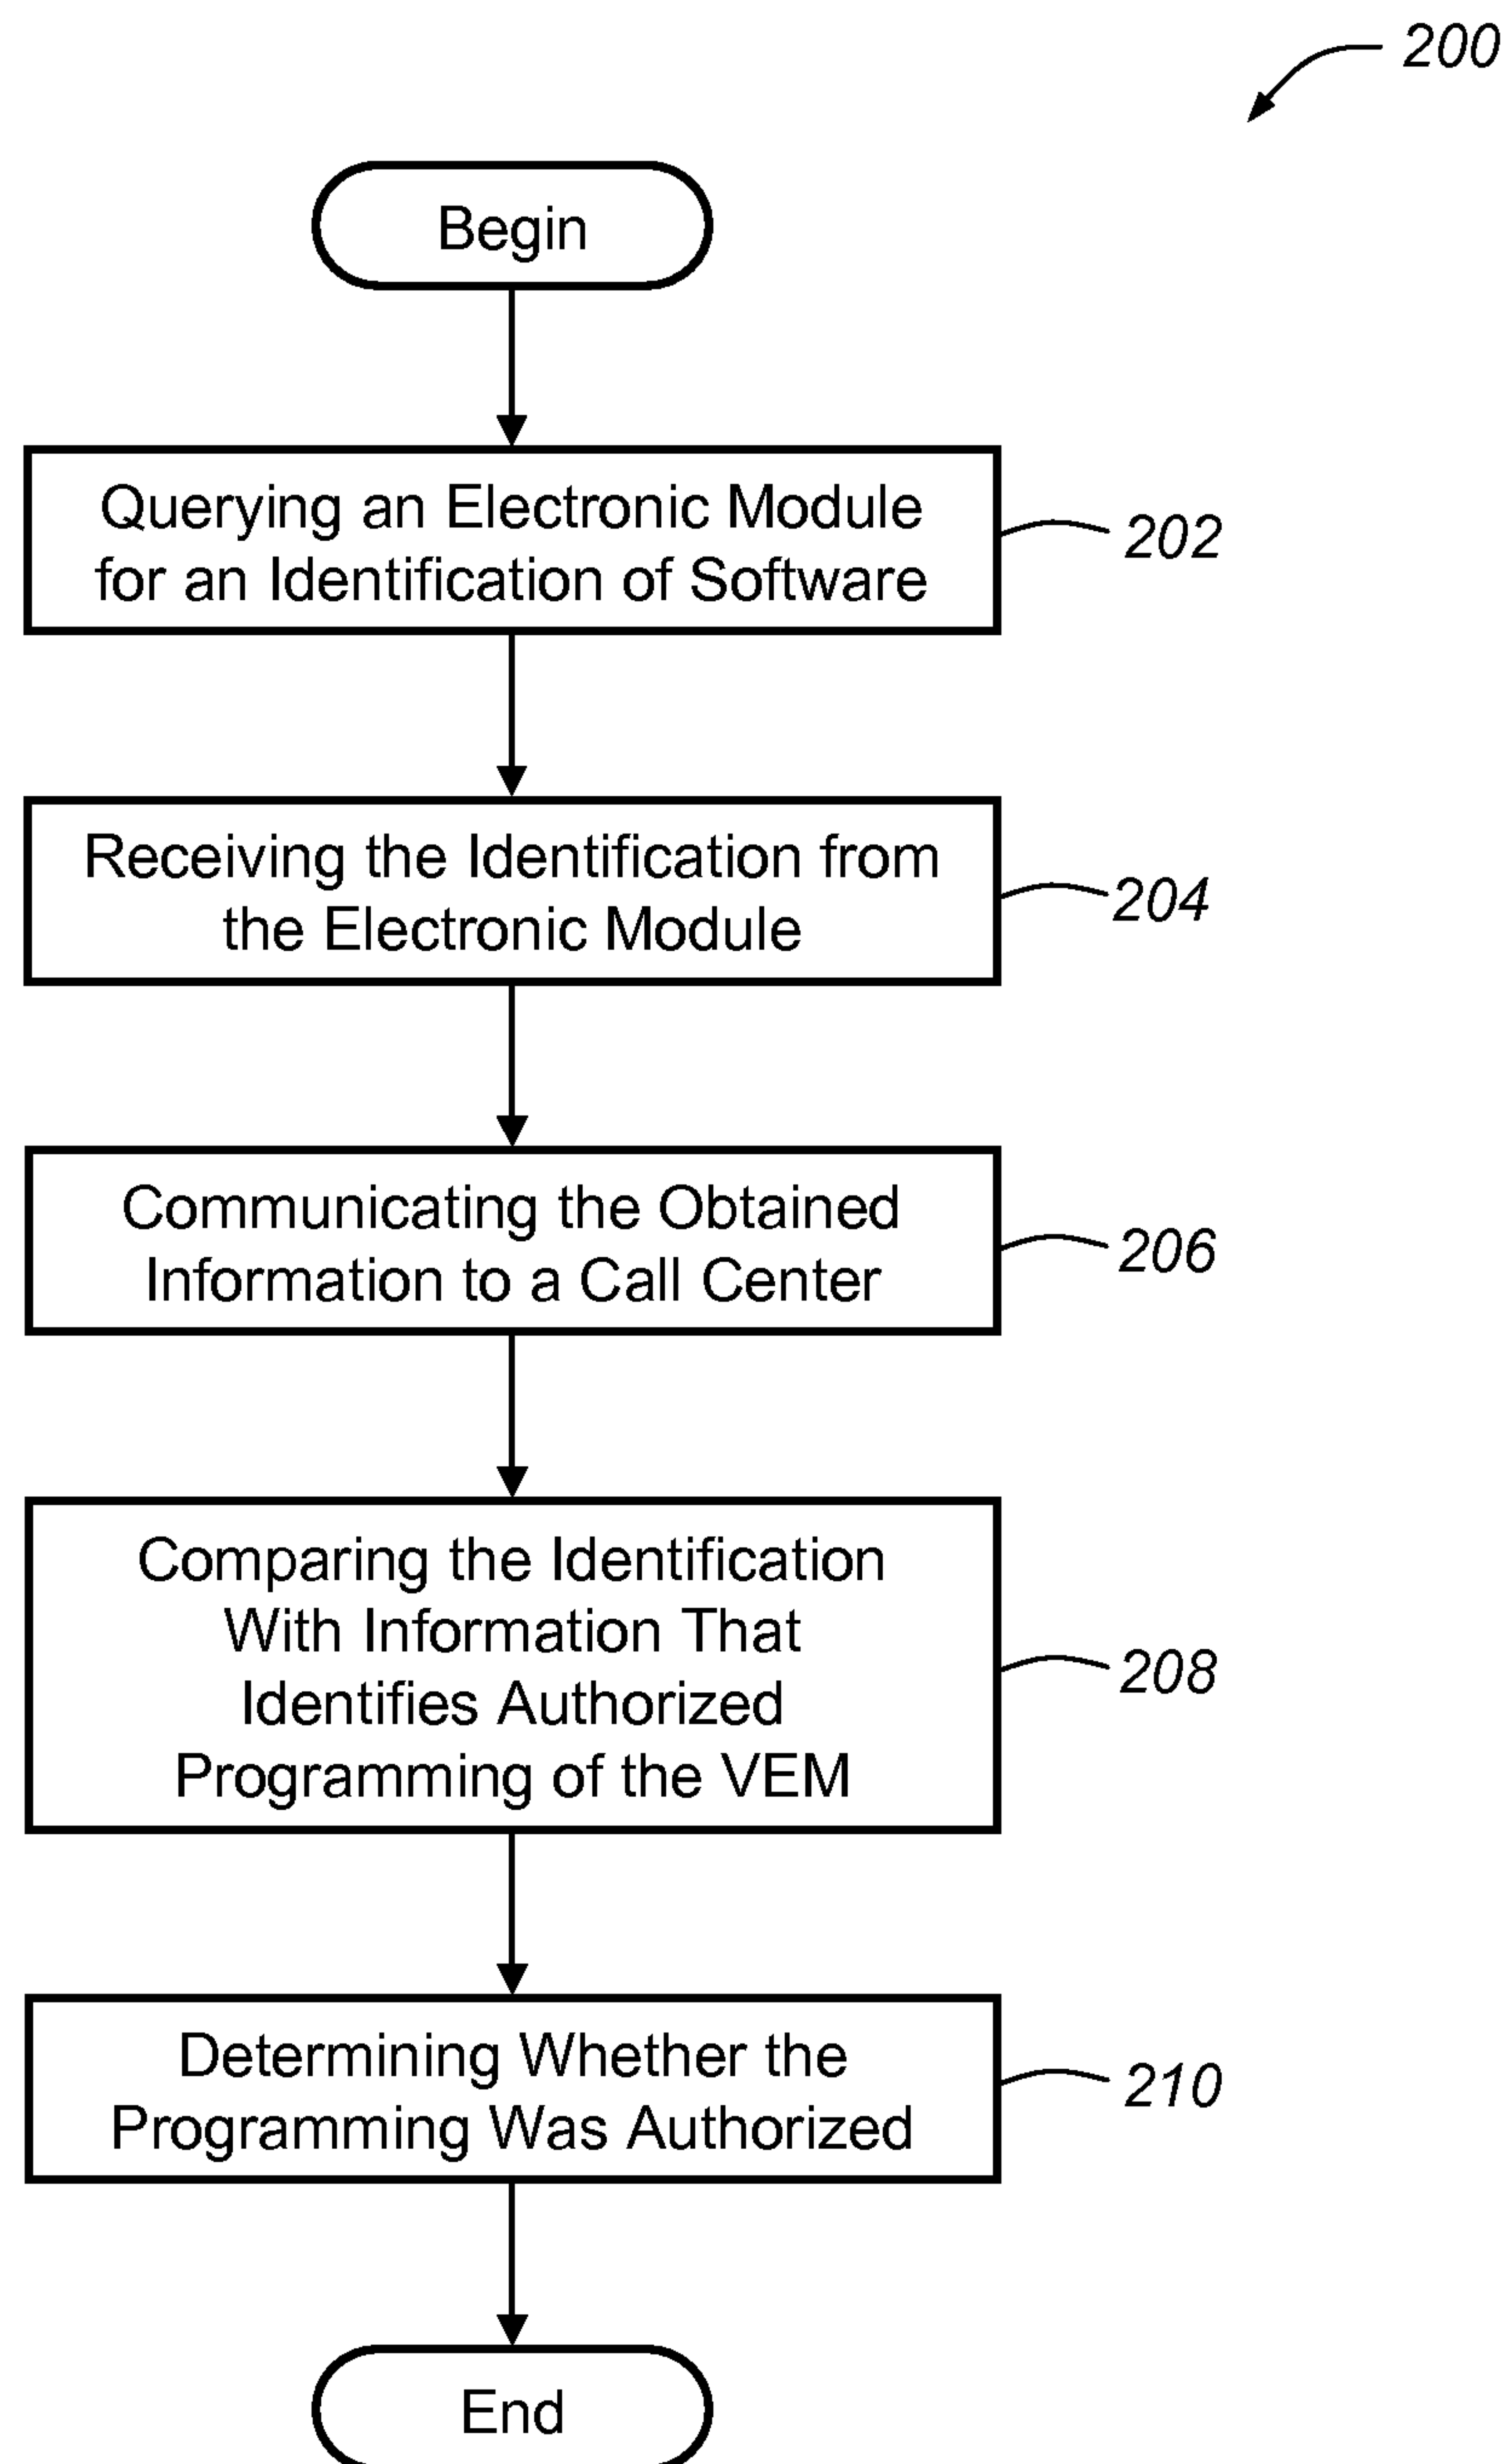 200
Begin
Querying an Electronic Module
for an Identification of Software
202
Receiving the Identification from
the Electronic Module
204
Communicating the Obtained
Information to a Call Center
206
Comparing the Identification
With Information That
Identifies Authorized
Programming of the VEM
208
Determining Whether the
Programming Was Authorized
210
End